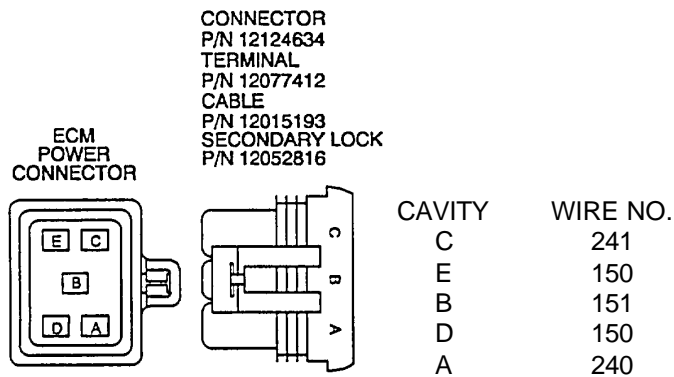 CONNECTOR
P/N 12124634
TERMINAL
P/N 12077412
CABLE
P/N 12015193
SECONDARY LOCK
P/N 12052816
ECM
POWER
CONNECTOR
E C
B
D A
C
B
A
CAVITY WIRE NO.
C 241
E 150
B 151
D 150
A 240